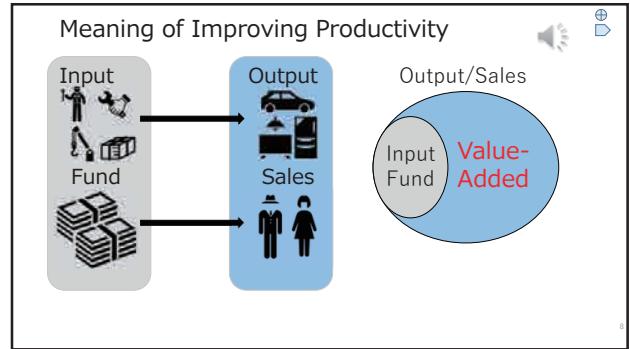 Meaning of Improving Productivity
Input
Fund
Output
Sales
Output/Sales
Input
Fund
Value-
Added
8